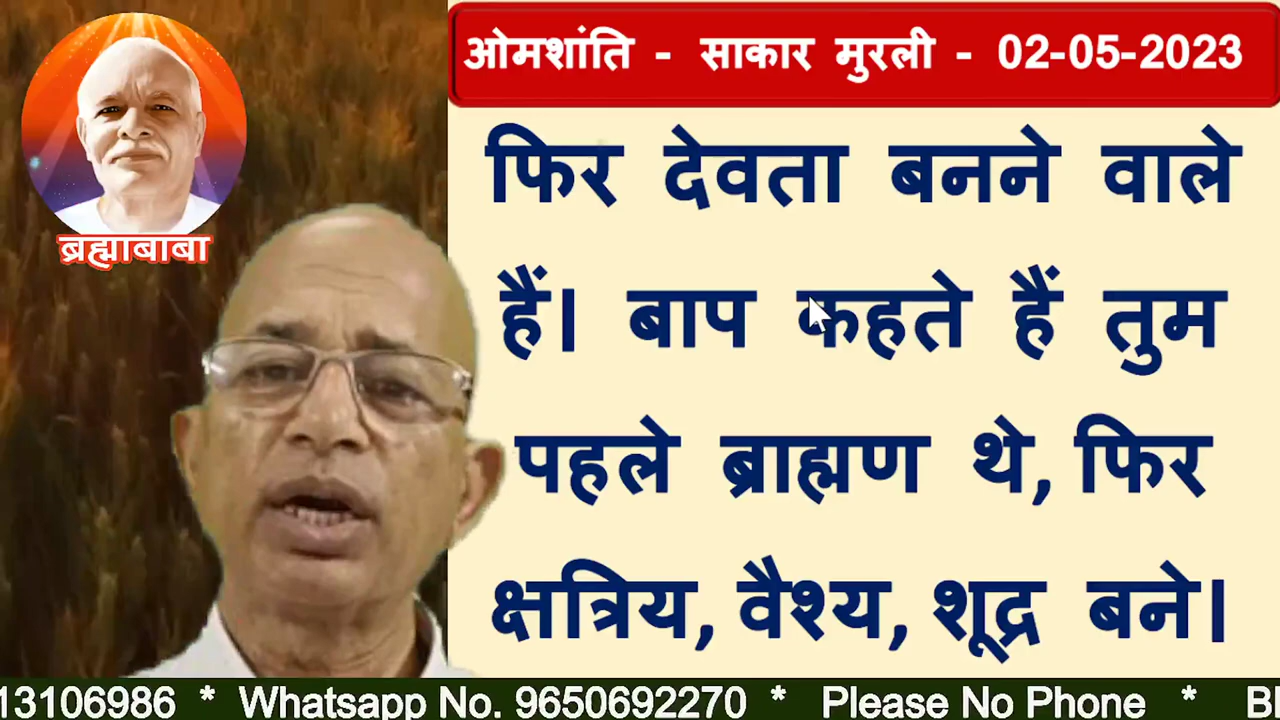 ओमशांति - साकार मुरली - 02-05-2023
ब्रह्माबाबा
फिर देवता बनने वाले
हैं। बाप कहते हैं तुम
पहले ब्राह्मण थे, फिर
क्षत्रिय, वैश्य, शूद्र बने।
13106986 * Whatsapp No. 9650692270 * Please No Phone *